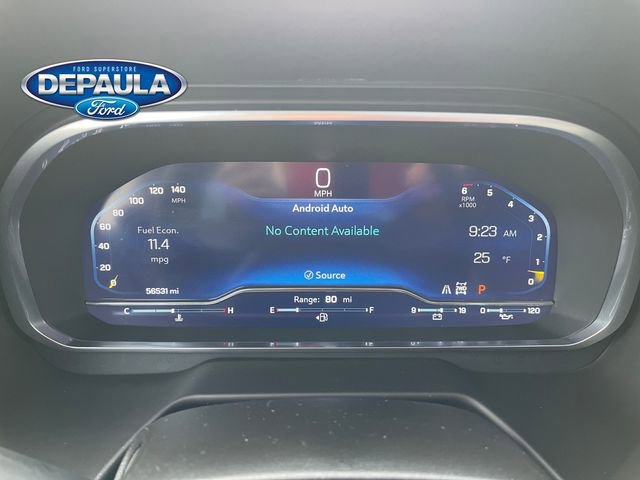 FORD SUPERSTORE
DEPAULA
Ford
0
MPH
Android Auto
No Content Available
Source
Range: 80 mi
0 20 40 60 80 100 120 140
MPH
Fuel Econ.
11.4
mpg
56531 mi
6 5 4 3 2 1 0
RPM
x1000
9:23 AM
25 °F
P
C H
E F
9 19
0 120